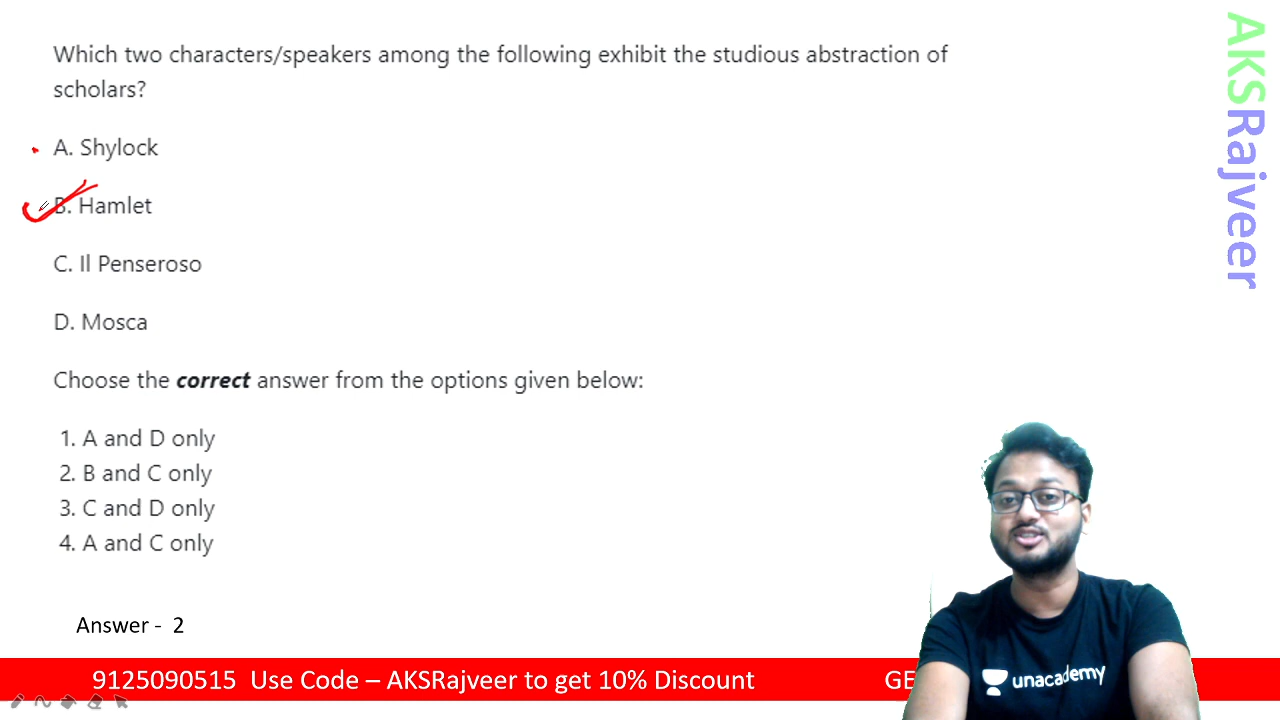 Which two characters/speakers among the following exhibit the studious abstraction of
scholars?
A. Shylock
B. Hamlet
C. Il Penseroso
D. Mosca
Choose the correct answer from the options given below:
1. A and D only
2. B and C only
3. C and D only
4. A and C only
Answer - 2
9125090515 Use Code – AKSRajveer to get 10% Discount
GE
AKSRajveer
unacademy